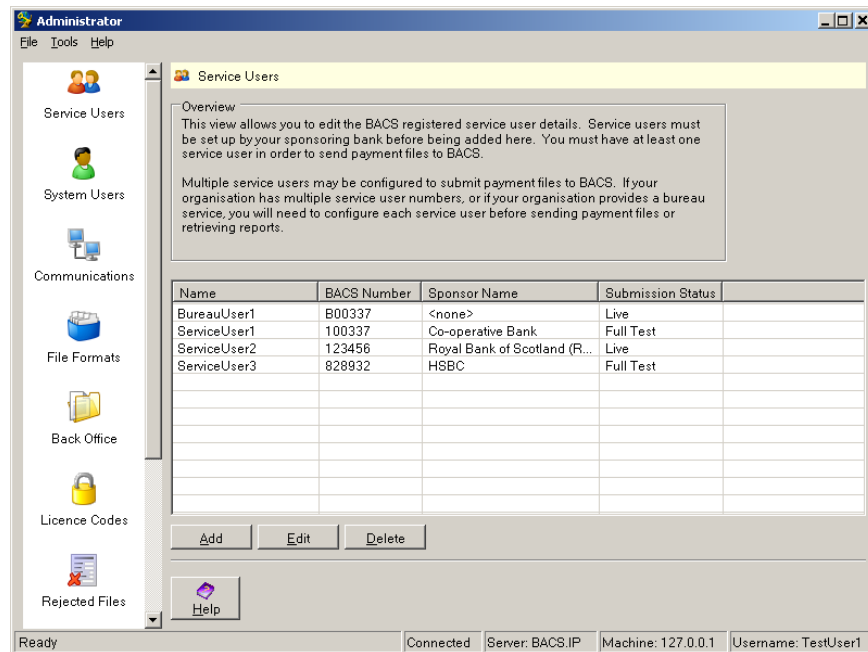 Administrator
File Tools Help
Service Users
System Users
Communications
File Formats
Back Office
Licence Codes
Rejected Files
Service Users
Overview
This view allows you to edit the BACS registered service user details. Service users must
be set up by your sponsoring bank before being added here. You must have at least one
service user in order to send payment files to BACS.
Multiple service users may be configured to submit payment files to BACS. If your
organisation has multiple service user numbers, or if your organisation provides a bureau
service, you will need to configure each service user before sending payment files or
retrieving reports.
Name BACS Number Sponsor Name Submission Status
BureauUser1 B00337 <none> Live
ServiceUser1 100337 Co-operative Bank Full Test
ServiceUser2 123456 Royal Bank of Scotland (R... Live
ServiceUser3 828932 HSBC Full Test
Add Edit Delete
Help
Ready Connected Server: BACS.IP Machine: 127.0.0.1 Username: TestUser1